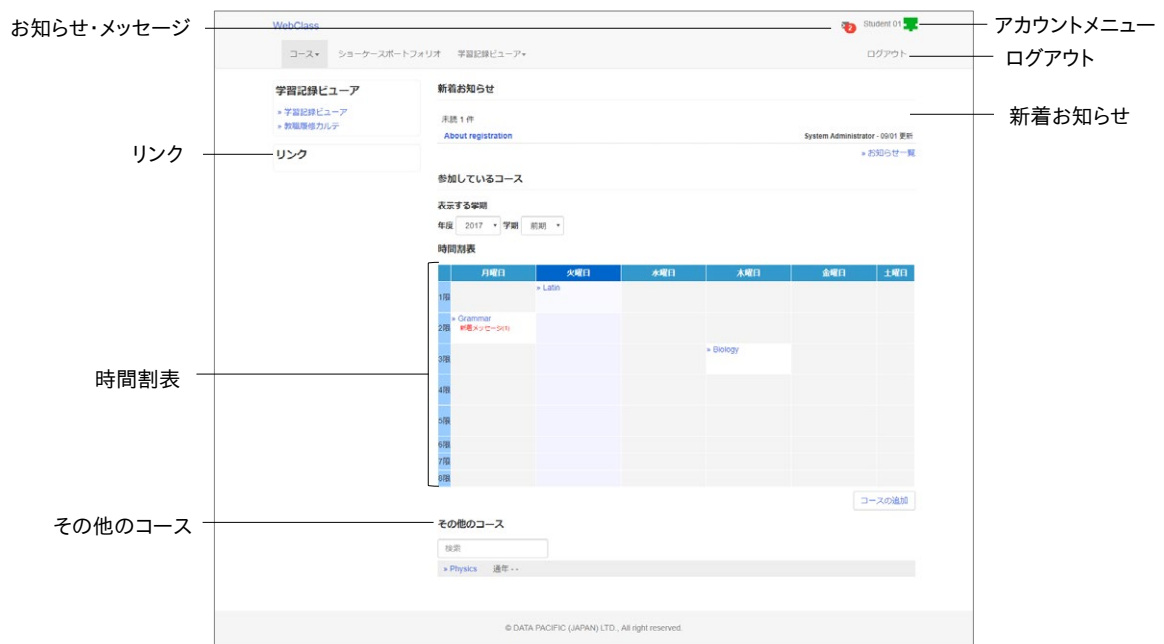 お知らせ・メッセージ
アカウントメニュー
ログアウト
新着お知らせ
リンク
時間割表
その他のコース
WebClass
2
Student 01
コース▾
ショーケースポートフォリオ
学習記録ビューア▾
ログアウト
学習記録ビューア
» 学習記録ビューア
» 教職履修カルテ
リンク
新着お知らせ
未読 1 件
About registration
System Administrator - 09/01 更新
» お知らせ一覧
参加しているコース
表示する学期
年度 2017 ▾ 学期 前期 ▾
時間割表
月曜日 火曜日 水曜日 木曜日 金曜日 土曜日
1限 » Latin
2限 » Grammar
新着メッセージ(1)
3限 » Biology
4限
5限
6限
7限
8限
コースの追加
その他のコース
検索
» Physics 通年 - -
© DATA PACIFIC (JAPAN) LTD., All right reserved.